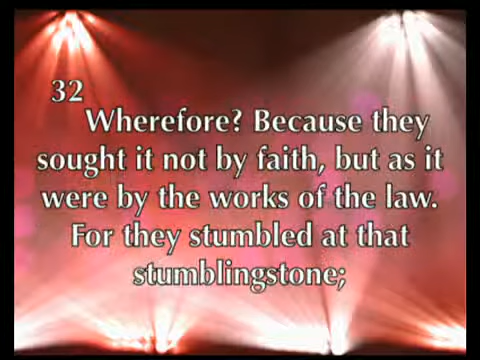 32
Wherefore? Because they
sought it not by faith, but as it
were by the works of the law.
For they stumbled at that
stumblingstone;